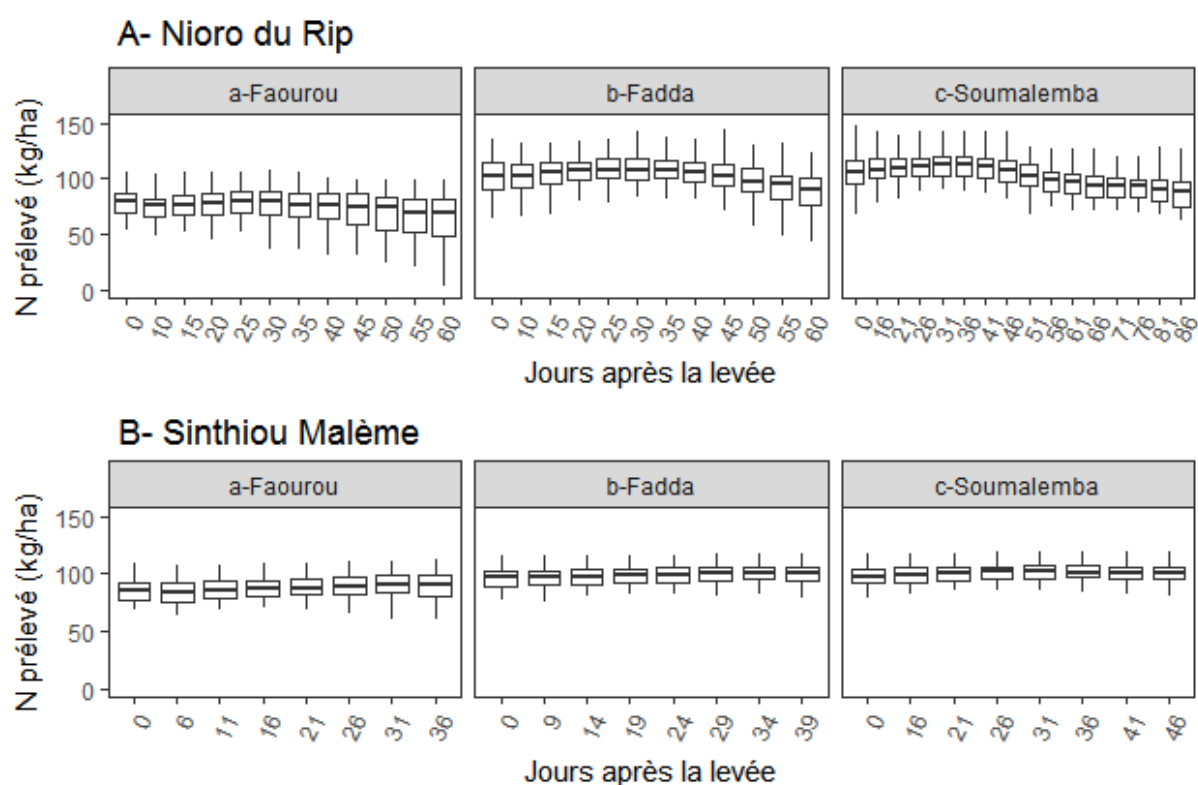 A- Nioro du Rip
a-Faourou b-Fadda c-Soumalemba
N prélevé (kg/ha)
150
100
50
0
0 10 15 20 25 30 35 40 45 50 55 60 0 10 15 20 25 30 35 40 45 50 55 60 0 16 21 26 31 36 41 46 51 56 61 66 71 76 81 86
Jours après la levée
B- Sinthiou Malème
a-Faourou b-Fadda c-Soumalemba
N prélevé (kg/ha)
150
100
50
0
0 6 11 16 21 26 31 36 0 9 14 19 24 29 34 39 0 16 21 26 31 36 41 46
Jours après la levée